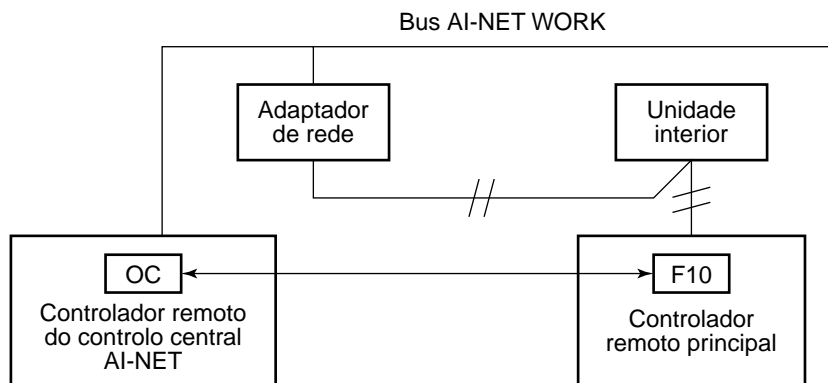 Bus AI-NET WORK
Adaptador
de rede
Unidade
interior
OC
F10
Controlador remoto
do controlo central
AI-NET
Controlador
remoto principal